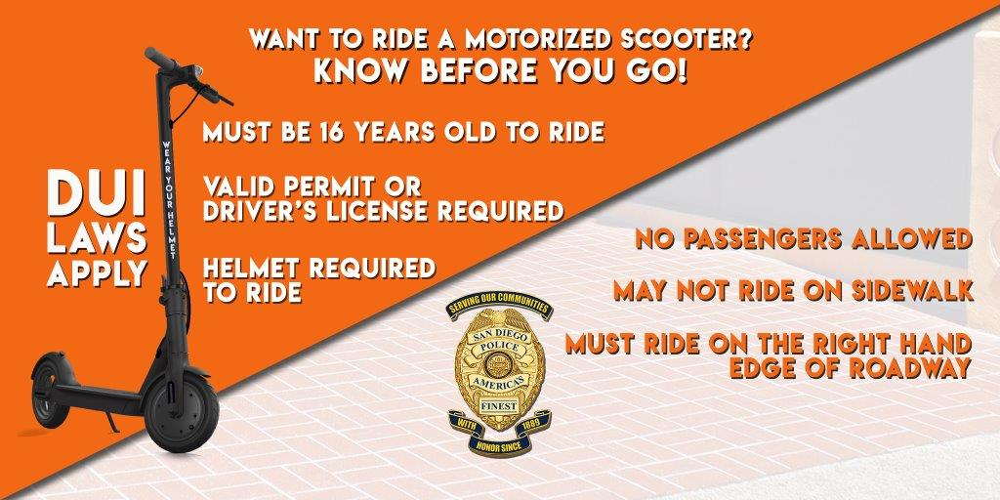 WANT TO RIDE A MOTORIZED SCOOTER?
KNOW BEFORE YOU GO!
MUST BE 16 YEARS OLD TO RIDE
VALID PERMIT OR
DRIVER'S LICENSE REQUIRED
HELMET REQUIRED
TO RIDE
DUI
LAWS
APPLY
WEAR YOUR HELMET
NO PASSENGERS ALLOWED
MAY NOT RIDE ON SIDEWALK
MUST RIDE ON THE RIGHT HAND
EDGE OF ROADWAY
SERVING OUR COMMUNITIES
SAN DIEGO
POLICE
AMERICA'S
FINEST
WITH
HONOR SINCE
1889